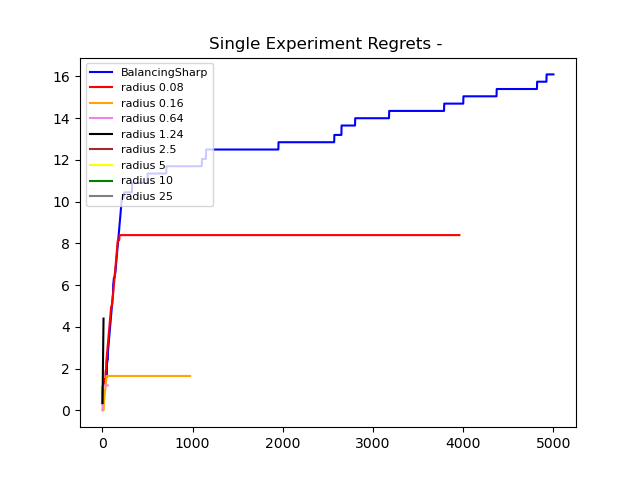 Single Experiment Regrets -
16
14
12
10
8
6
4
2
0
BalancingSharp
radius 0.08
radius 0.16
radius 0.64
radius 1.24
radius 2.5
radius 5
radius 10
radius 25
0 1000 2000 3000 4000 5000